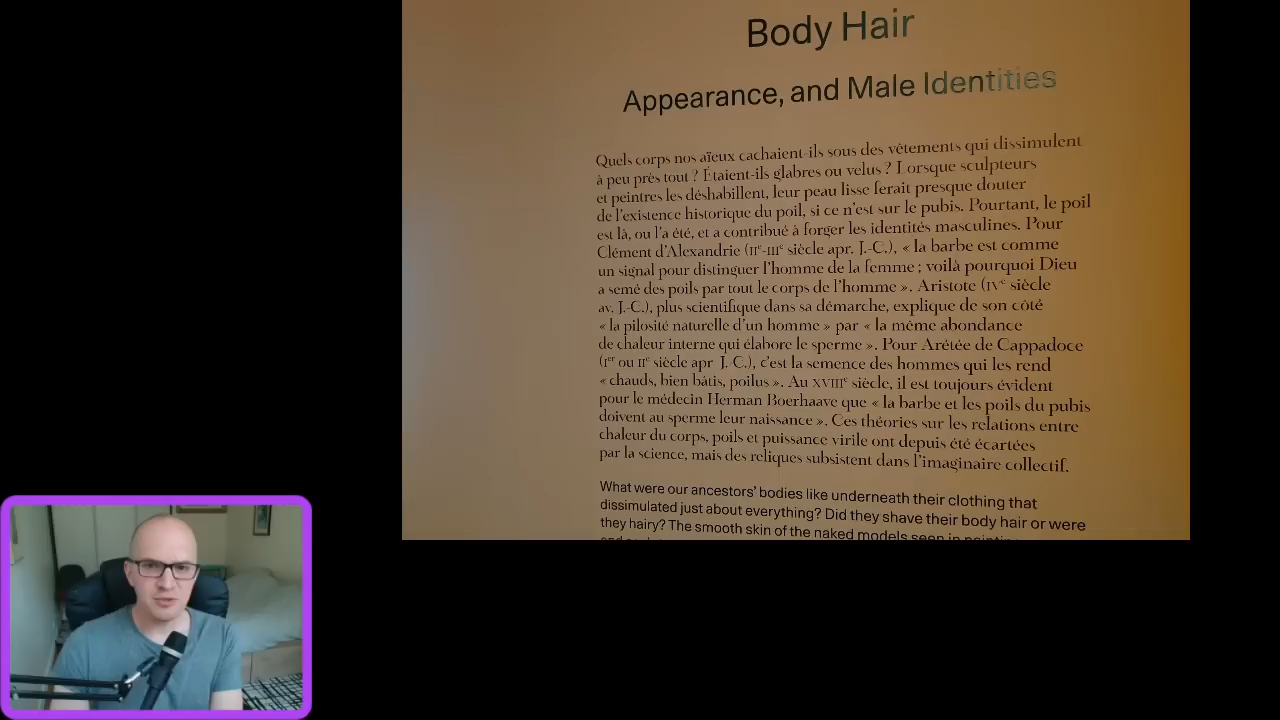 Body Hair
Appearance, and Male Identities
Quels corps nos aïeux cachaient-ils sous des vêtements qui dissimulent
à peu près tout ? Étaient-ils glabres ou velus ? Lorsque sculpteurs
et peintres les déshabillent, leur peau lisse ferait presque douter
de l'existence historique du poil, si ce n'est sur le pubis. Pourtant, le poil
est là, ou l'a été, et a contribué à forger les identités masculines. Pour
Clément d'Alexandrie (IIe-IIIe siècle apr. J.-C.), « la barbe est comme
un signal pour distinguer l'homme de la femme ; voilà pourquoi Dieu
a semé des poils par tout le corps de l'homme ». Aristote (IVe siècle
av. J.-C.), plus scientifique dans sa démarche, explique de son côté
« la pilosité naturelle d'un homme » par « la même abondance
de chaleur interne qui élabore le sperme ». Pour Arétée de Cappadoce
(Ier ou IIe siècle apr. J.-C.), c'est la semence des hommes qui les rend
« chauds, bien bâtis, poilus ». Au XVIIIe siècle, il est toujours évident
pour le médecin Herman Boerhaave que « la barbe et les poils du pubis
doivent au sperme leur naissance ». Ces théories sur les relations entre
chaleur du corps, poils et puissance virile ont depuis été écartées
par la science, mais des reliques subsistent dans l'imaginaire collectif.
What were our ancestors' bodies like underneath their clothing that
dissimulated just about everything? Did they shave their body hair or were
they hairy? The smooth skin of the naked models seen in